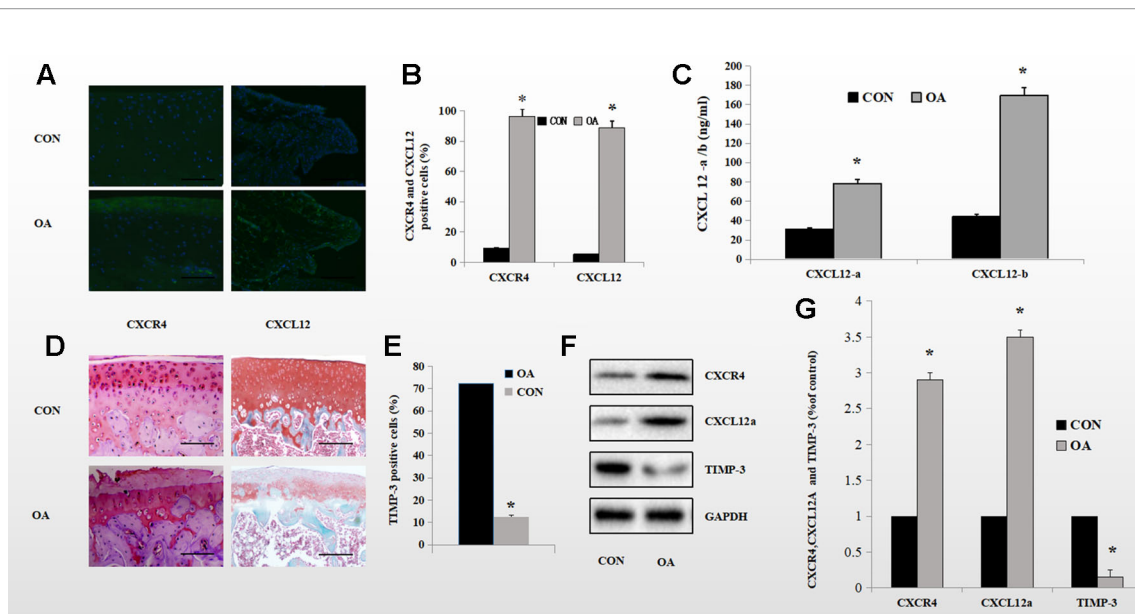 A
CON
OA
CXCR4 CXCL12
B
CXCR4 and CXCL12
positive cells (%)
100
80
60
40
20
0
* *
CON OA
CXCR4 CXCL12
C
CXCL 12 -a /b (ng/ml)
200
180
160
140
120
100
80
60
40
20
0
CON OA
* *
CXCL12-a CXCL12-b
D
CON
OA
E
TIMP-3 positive cells (%)
80
70
60
50
40
30
20
10
0
OA
CON
*
F
CXCR4
CXCL12a
TIMP-3
GAPDH
CON OA
G
CXCR4,CXCL12A and TIMP-3 (%of control)
4
3.5
3
2.5
2
1.5
1
0.5
0
* * *
CON
OA
CXCR4 CXCL12a TIMP-3